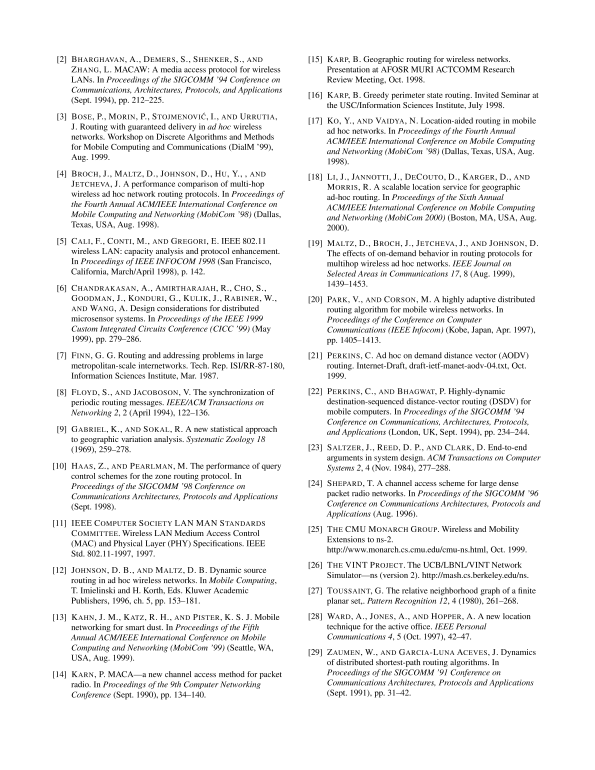 [2] BHARGHAVAN, A., DEMERS, S., SHENKER, S., AND
ZHANG, L. MACAW: A media access protocol for wireless
LANs. In Proceedings of the SIGCOMM '94 Conference on
Communications, Architectures, Protocols, and Applications
(Sept. 1994), pp. 212–225.
[3] BOSE, P., MORIN, P., STOJMENOVIĆ, I., AND URRUTIA,
J. Routing with guaranteed delivery in ad hoc wireless
networks. Workshop on Discrete Algorithms and Methods
for Mobile Computing and Communications (DialM '99),
Aug. 1999.
[4] BROCH, J., MALTZ, D., JOHNSON, D., HU, Y., , AND
JETCHEVA, J. A performance comparison of multi-hop
wireless ad hoc network routing protocols. In Proceedings of
the Fourth Annual ACM/IEEE International Conference on
Mobile Computing and Networking (MobiCom '98) (Dallas,
Texas, USA, Aug. 1998).
[5] CALI, F., CONTI, M., AND GREGORI, E. IEEE 802.11
wireless LAN: capacity analysis and protocol enhancement.
In Proceedings of IEEE INFOCOM 1998 (San Francisco,
California, March/April 1998), p. 142.
[6] CHANDRAKASAN, A., AMIRTHARAJAH, R., CHO, S.,
GOODMAN, J., KONDURI, G., KULIK, J., RABINER, W.,
AND WANG, A. Design considerations for distributed
microsensor systems. In Proceedings of the IEEE 1999
Custom Integrated Circuits Conference (CICC '99) (May
1999), pp. 279–286.
[7] FINN, G. G. Routing and addressing problems in large
metropolitan-scale internetworks. Tech. Rep. ISI/RR-87-180,
Information Sciences Institute, Mar. 1987.
[8] FLOYD, S., AND JACOBSON, V. The synchronization of
periodic routing messages. IEEE/ACM Transactions on
Networking 2, 2 (April 1994), 122–136.
[9] GABRIEL, K., AND SOKAL, R. A new statistical approach
to geographic variation analysis. Systematic Zoology 18
(1969), 259–278.
[10] HAAS, Z., AND PEARLMAN, M. The performance of query
control schemes for the zone routing protocol. In
Proceedings of the SIGCOMM '98 Conference on
Communications Architectures, Protocols and Applications
(Sept. 1998).
[11] IEEE COMPUTER SOCIETY LAN MAN STANDARDS
COMMITTEE. Wireless LAN Medium Access Control
(MAC) and Physical Layer (PHY) Specifications. IEEE
Std. 802.11-1997, 1997.
[12] JOHNSON, D. B., AND MALTZ, D. B. Dynamic source
routing in ad hoc wireless networks. In Mobile Computing,
T. Imielinski and H. Korth, Eds. Kluwer Academic
Publishers, 1996, ch. 5, pp. 153–181.
[13] KAHN, J. M., KATZ, R. H., AND PISTER, K. S. J. Mobile
networking for smart dust. In Proceedings of the Fifth
Annual ACM/IEEE International Conference on Mobile
Computing and Networking (MobiCom '99) (Seattle, WA,
USA, Aug. 1999).
[14] KARN, P. MACA—a new channel access method for packet
radio. In Proceedings of the 9th Computer Networking
Conference (Sept. 1990), pp. 134–140.
[15] KARP, B. Geographic routing for wireless networks.
Presentation at AFOSR MURI ACTCOMM Research
Review Meeting, Oct. 1998.
[16] KARP, B. Greedy perimeter state routing. Invited Seminar at
the USC/Information Sciences Institute, July 1998.
[17] KO, Y., AND VAIDYA, N. Location-aided routing in mobile
ad hoc networks. In Proceedings of the Fourth Annual
ACM/IEEE International Conference on Mobile Computing
and Networking (MobiCom '98) (Dallas, Texas, USA, Aug.
1998).
[18] LI, J., JANNOTTI, J., DECOUTO, D., KARGER, D., AND
MORRIS, R. A scalable location service for geographic
ad-hoc routing. In Proceedings of the Sixth Annual
ACM/IEEE International Conference on Mobile Computing
and Networking (MobiCom 2000) (Boston, MA, USA, Aug.
2000).
[19] MALTZ, D., BROCH, J., JETCHEVA, J., AND JOHNSON, D.
The effects of on-demand behavior in routing protocols for
multihop wireless ad hoc networks. IEEE Journal on
Selected Areas in Communications 17, 8 (Aug. 1999),
1439–1453.
[20] PARK, V., AND CORSON, M. A highly adaptive distributed
routing algorithm for mobile wireless networks. In
Proceedings of the Conference on Computer
Communications (IEEE Infocom) (Kobe, Japan, Apr. 1997),
pp. 1405–1413.
[21] PERKINS, C. Ad hoc on demand distance vector (AODV)
routing. Internet-Draft, draft-ietf-manet-aodv-04.txt, Oct.
1999.
[22] PERKINS, C., AND BHAGWAT, P. Highly-dynamic
destination-sequenced distance-vector routing (DSDV) for
mobile computers. In Proceedings of the SIGCOMM '94
Conference on Communications, Architectures, Protocols,
and Applications (London, UK, Sept. 1994), pp. 234–244.
[23] SALTZER, J., REED, D. P., AND CLARK, D. End-to-end
arguments in system design. ACM Transactions on Computer
Systems 2, 4 (Nov. 1984), 277–288.
[24] SHEPARD, T. A channel access scheme for large dense
packet radio networks. In Proceedings of the SIGCOMM '96
Conference on Communications Architectures, Protocols and
Applications (Aug. 1996).
[25] THE CMU MONARCH GROUP. Wireless and Mobility
Extensions to ns-2.
http://www.monarch.cs.cmu.edu/cmu-ns.html, Oct. 1999.
[26] THE VINT PROJECT. The UCB/LBNL/VINT Network
Simulator—ns (version 2). http://mash.cs.berkeley.edu/ns.
[27] TOUSSAINT, G. The relative neighborhood graph of a finite
planar set,. Pattern Recognition 12, 4 (1980), 261–268.
[28] WARD, A., JONES, A., AND HOPPER, A. A new location
technique for the active office. IEEE Personal
Communications 4, 5 (Oct. 1997), 42–47.
[29] ZAUMEN, W., AND GARCIA-LUNA ACEVES, J. Dynamics
of distributed shortest-path routing algorithms. In
Proceedings of the SIGCOMM '91 Conference on
Communications Architectures, Protocols and Applications
(Sept. 1991), pp. 31–42.